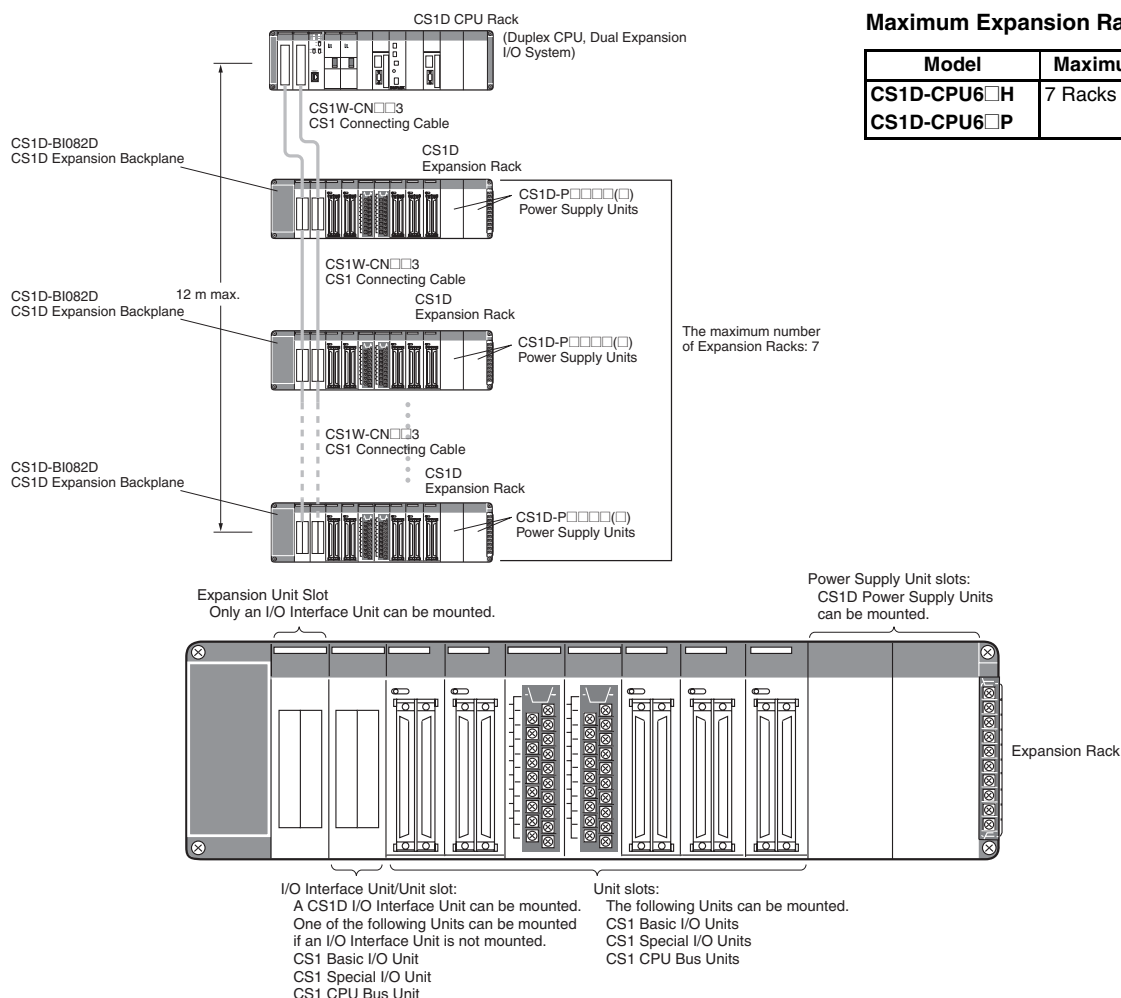 CS1D CPU Rack
(Duplex CPU, Dual Expansion
I/O System)
Maximum Expansion Ra
Model
Maximu
CS1D-CPU6□H
7 Racks
CS1D-CPU6□P
CS1W-CN□□3
CS1 Connecting Cable
CS1D-BI082D
CS1D Expansion Backplane
CS1D
Expansion Rack
CS1D-P□□□□(□)
Power Supply Units
CS1W-CN□□3
CS1 Connecting Cable
CS1D-BI082D
CS1D Expansion Backplane
12 m max.
CS1D
Expansion Rack
CS1D-P□□□□(□)
Power Supply Units
The maximum number
of Expansion Racks: 7
CS1W-CN□□3
CS1 Connecting Cable
CS1D-BI082D
CS1D Expansion Backplane
CS1D
Expansion Rack
CS1D-P□□□□(□)
Power Supply Units
Expansion Unit Slot
Only an I/O Interface Unit can be mounted.
Power Supply Unit slots:
CS1D Power Supply Units
can be mounted.
Expansion Rack
I/O Interface Unit/Unit slot:
A CS1D I/O Interface Unit can be mounted.
One of the following Units can be mounted
if an I/O Interface Unit is not mounted.
CS1 Basic I/O Unit
CS1 Special I/O Unit
CS1 CPU Bus Unit
Unit slots:
The following Units can be mounted.
CS1 Basic I/O Units
CS1 Special I/O Units
CS1 CPU Bus Units